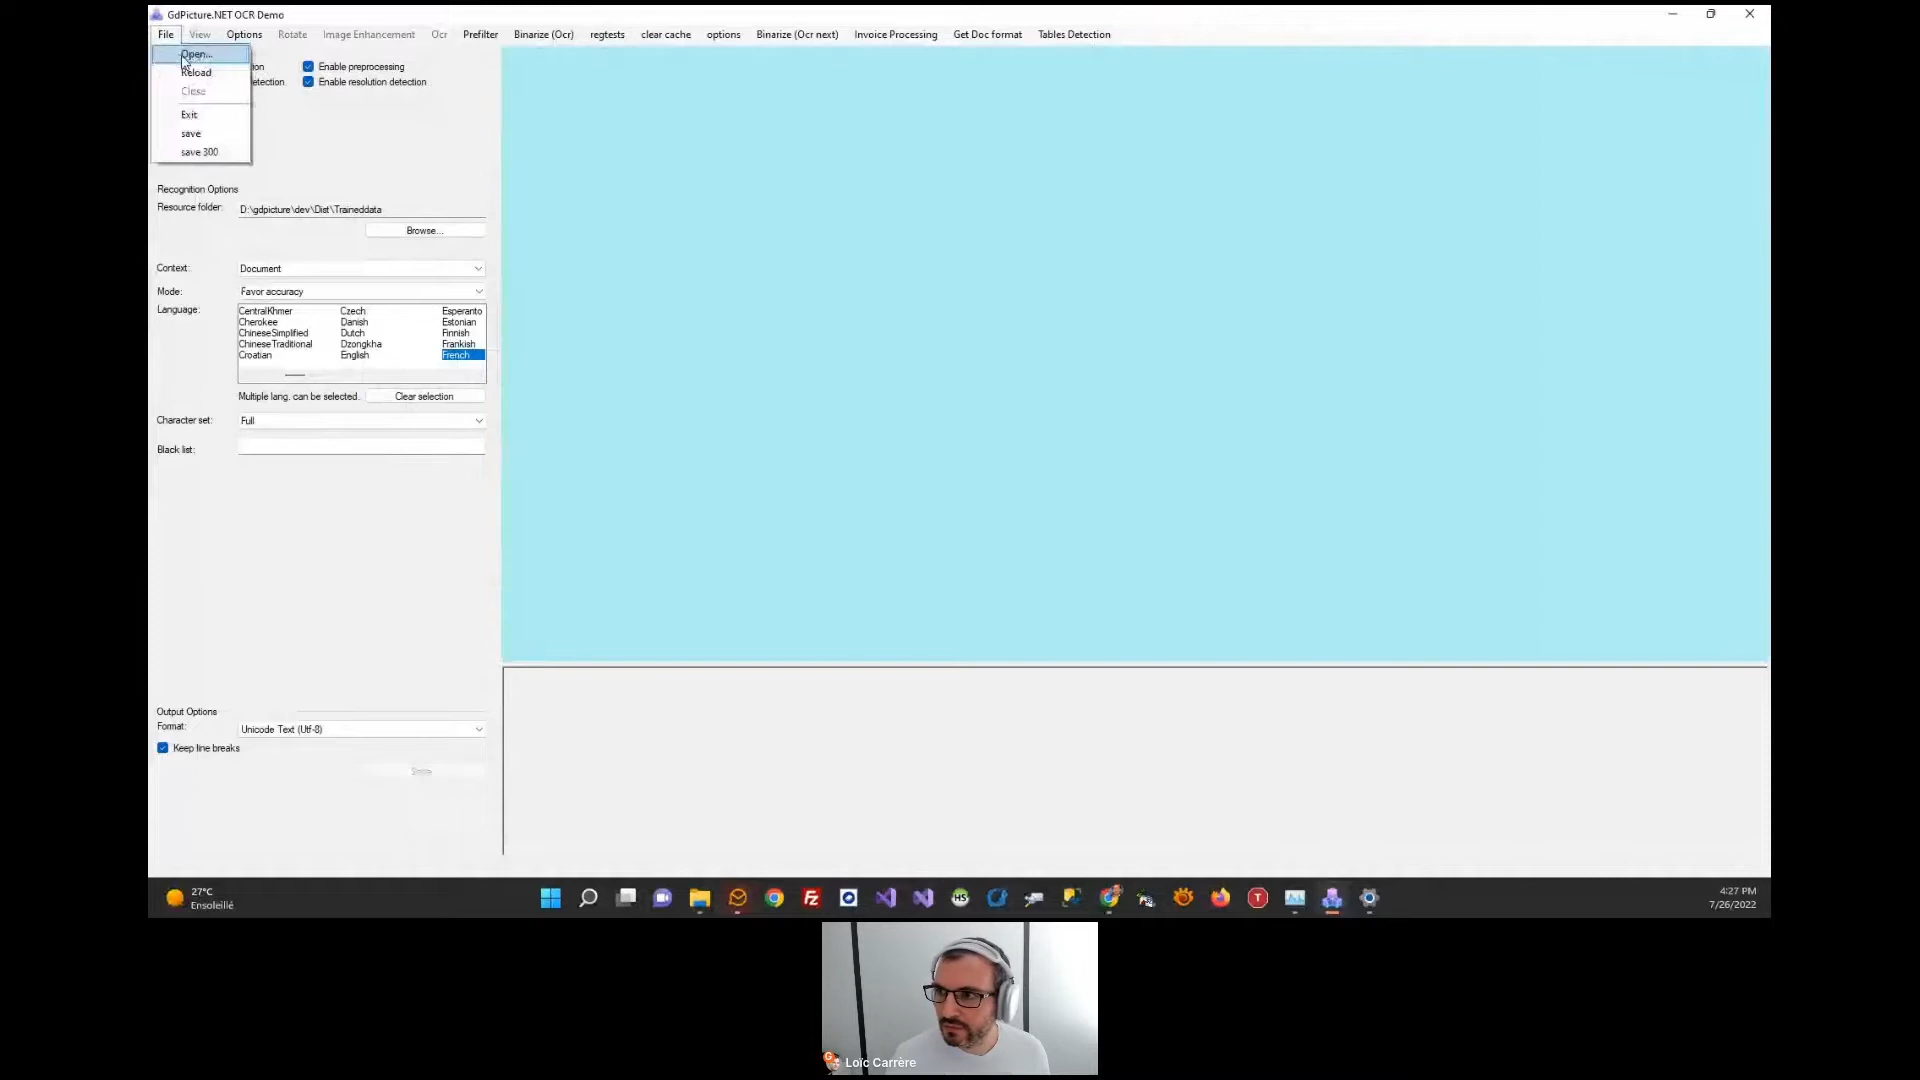 GdPicture.NET OCR Demo
File View Options Rotate Image Enhancement Ocr Prefilter Binarize (Ocr) regtests clear cache options Binarize (Ocr next) Invoice Processing Get Doc format Tables Detection
Open...
Reload
Close
Exit
save
save 300
tion Enable preprocessing
etection Enable resolution detection
Recognition Options
Resource folder: D:\gdpicture\dev\Dist\Traineddata
Browse...
Context: Document
Mode: Favor accuracy
Language: CentralKhmer Czech Esperanto
Cherokee Danish Estonian
ChineseSimplified Dutch Finnish
ChineseTraditional Dzongkha Frankish
Croatian English French
Multiple lang. can be selected. Clear selection
Character set: Full
Black list:
Output Options
Format: Unicode Text (Utf-8)
Keep line breaks
27°C
Ensoleillé
4:27 PM
7/26/2022
Loïc Carrère